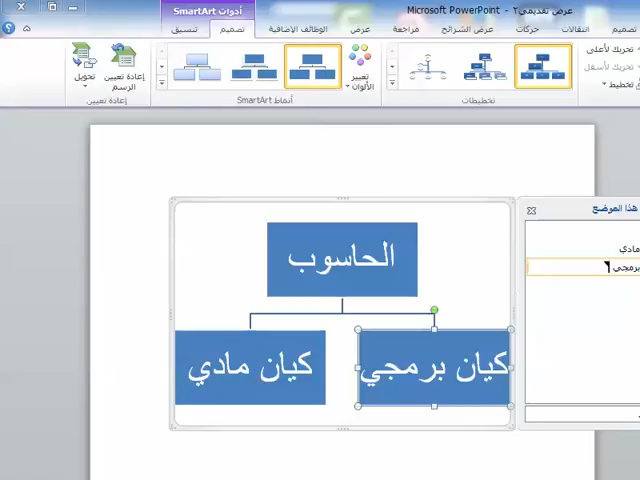 عرض تقديمي٢ - Microsoft PowerPoint
أدوات SmartArt
تصميم انتقالات حركات عرض الشرائح مراجعة عرض الوظائف الإضافية تصميم تنسيق
تحريك لأعلى
تحريك لأسفل
تخطيط
تغيير الألوان
إعادة تعيين الرسم
تحويل
تخطيطات
أنماط SmartArt
إعادة تعيين
هذا الموضع
مادي
برمجي
الحاسوب
كيان برمجي
كيان مادي